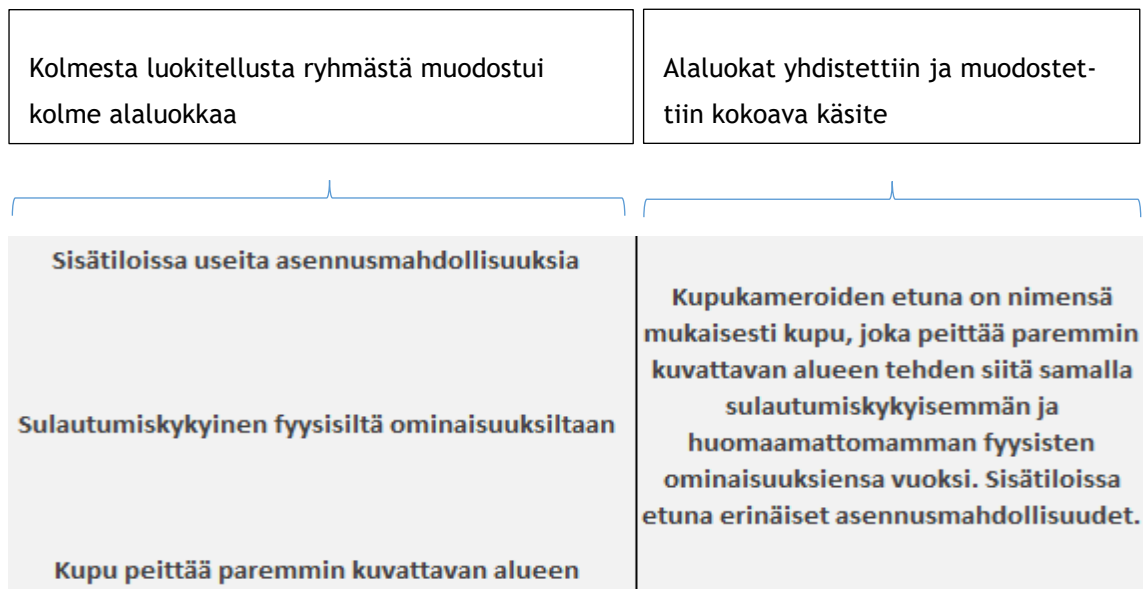 Kolmesta luokitellusta ryhmästä muodostui
kolme alaluokkaa
Alaluokat yhdistettiin ja muodostet-
tiin kokoava käsite
Sisätiloissa useita asennusmahdollisuuksia
Sulautumiskykyinen fyysisiltä ominaisuuksiltaan
Kupu peittää paremmin kuvattavan alueen
Kupukameroiden etuna on nimensä
mukaisesti kupu, joka peittää paremmin
kuvattavan alueen tehden siitä samalla
sulautumiskykyisemmän ja
huomaamattomamman fyysisten
ominaisuuksiensa vuoksi. Sisätiloissa
etuna erinäiset asennusmahdollisuudet.